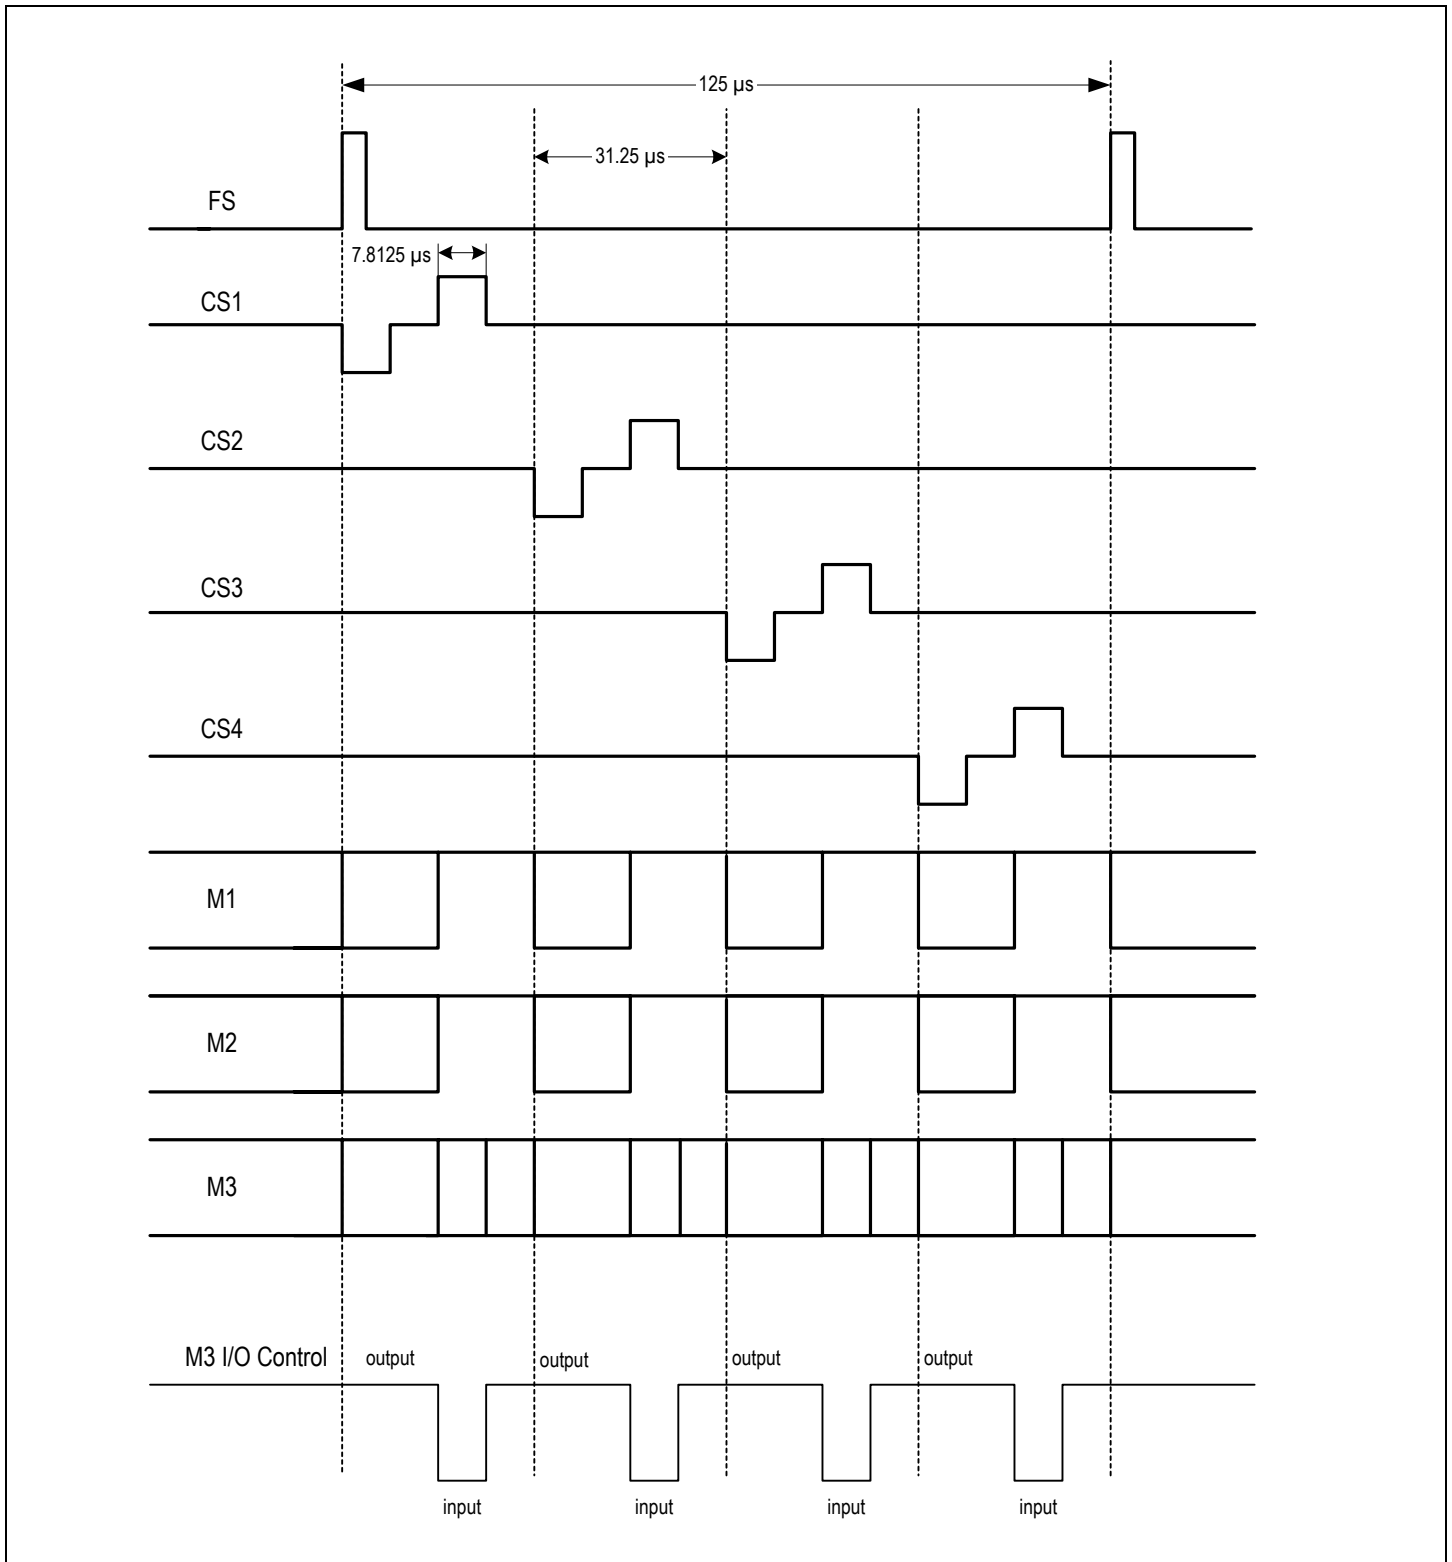 125 µs
31.25 µs
FS
7.8125 µs
CS1
CS2
CS3
CS4
M1
M2
M3
M3 I/O Control
output
output
output
output
input
input
input
input